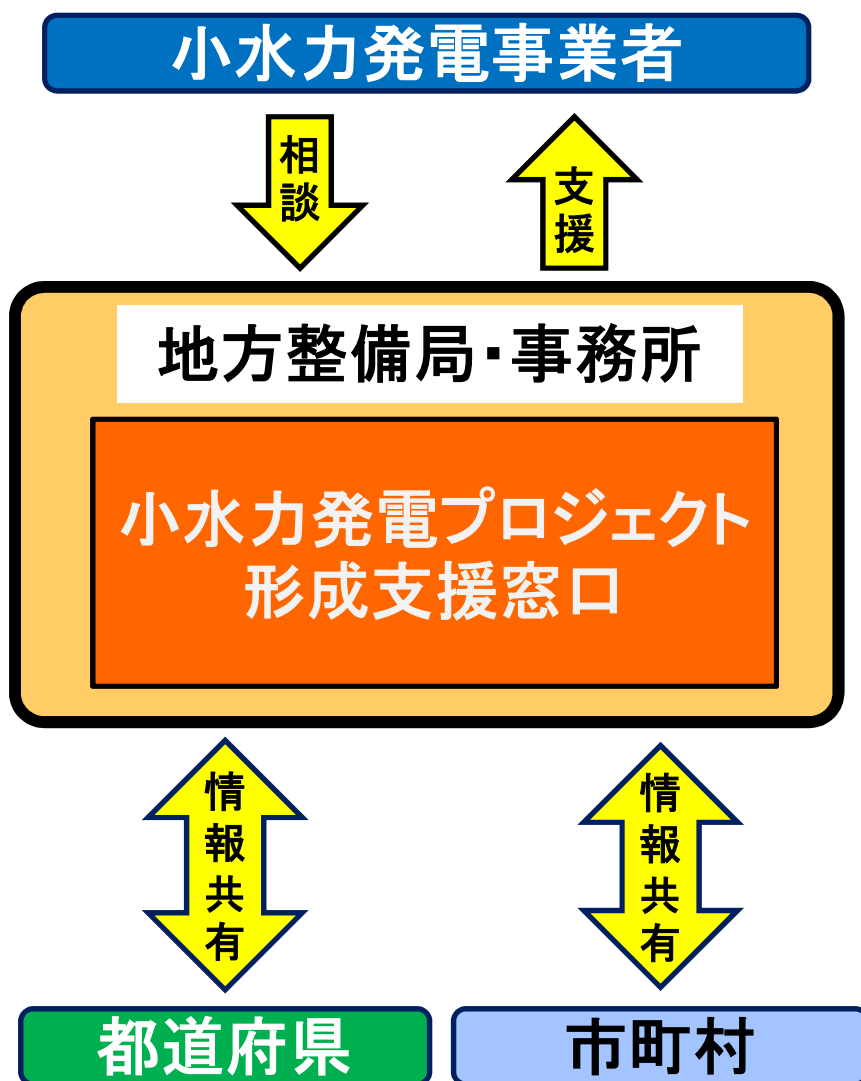 小水力発電事業者
相談
支援
地方整備局・事務所
小水力発電プロジェクト
形成支援窓口
情報共有
情報共有
都道府県
市町村